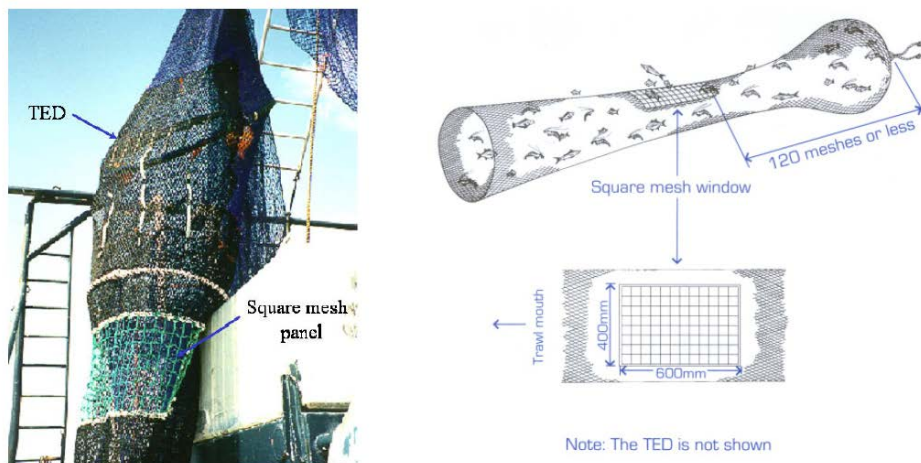 TED
Square mesh
panel
120 meshes or less
Square mesh window
Trawl mouth
400mm
600mm
Note: The TED is not shown